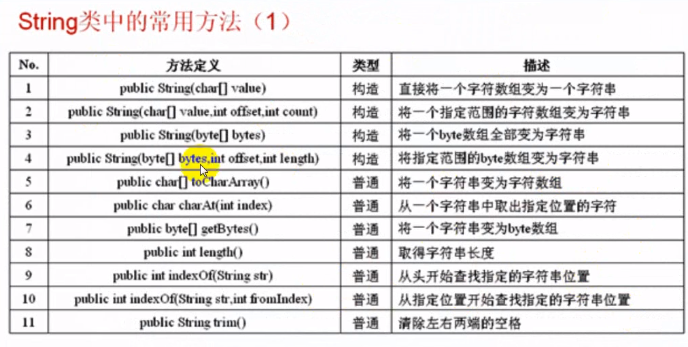 String类中的常用方法（1）
No. 方法定义 类型 描述
1 public String(char[] value) 构造 直接将一个字符数组变为一个字符串
2 public String(char[] value,int offset,int count) 构造 将一个指定范围的字符数组变为字符串
3 public String(byte[] bytes) 构造 将一个byte数组全部变为字符串
4 public String(byte[] bytes,int offset,int length) 构造 将指定范围的byte数组变为字符串
5 public char[] toCharArray() 普通 将一个字符串变为字符数组
6 public char charAt(int index) 普通 从一个字符串中取出指定位置的字符
7 public byte[] getBytes() 普通 将一个字符串变为byte数组
8 public int length() 普通 取得字符串长度
9 public int indexOf(String str) 普通 从头开始查找指定的字符串位置
10 public int indexOf(String str,int fromIndex) 普通 从指定位置开始查找指定的字符串位置
11 public String trim() 普通 清除左右两端的空格